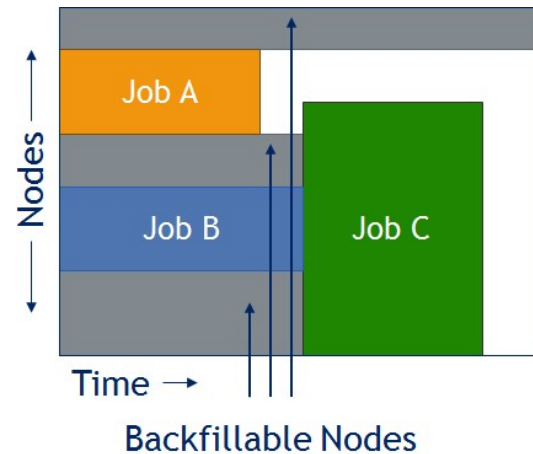 Job A
Nodes
Job B
Job C
Time
Backfillable Nodes